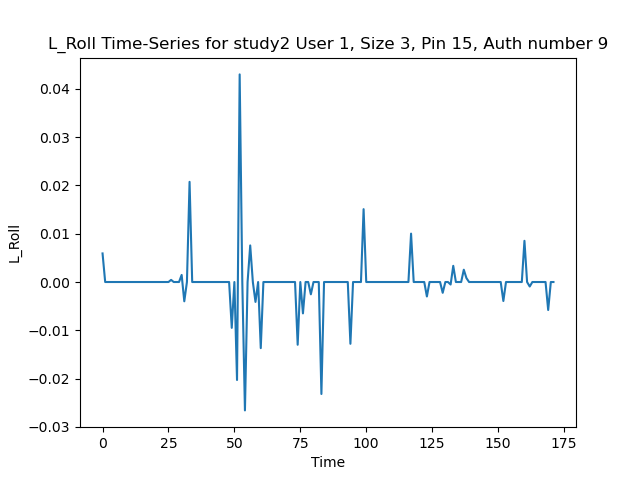 L_Roll Time-Series for study2 User 1, Size 3, Pin 15, Auth number 9
0.04
0.03
0.02
0.01
0.00
−0.01
−0.02
−0.03
L_Roll
0 25 50 75 100 125 150 175
Time